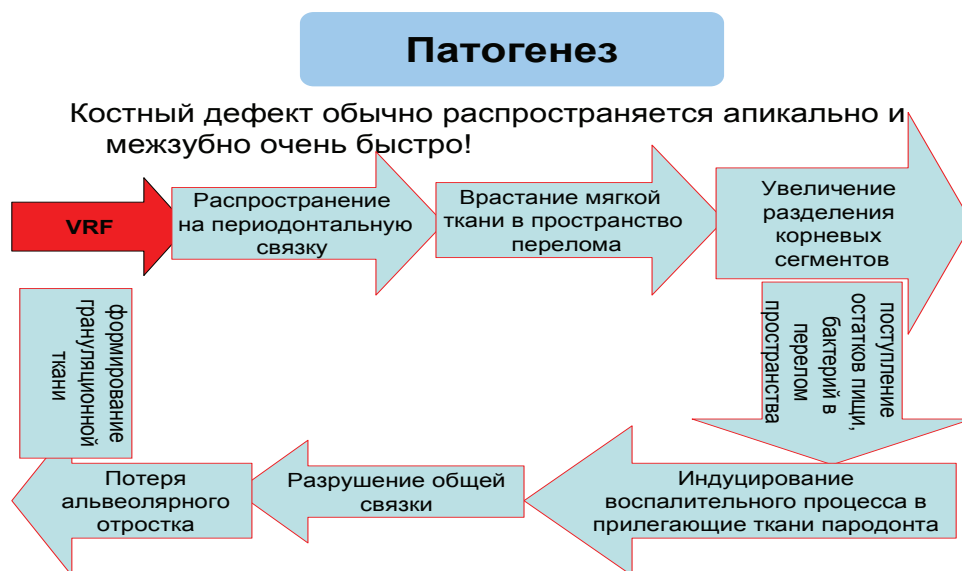 Патогенез
Костный дефект обычно распространяется апикально и
межзубно очень быстро!
VRF
Распространение
на периодонтальную
связку
Врастание мягкой
ткани в пространство
перелома
Увеличение
разделения
корневых
сегментов
поступление
остатков пищи,
бактерий в
перелом
пространства
Индуцирование
воспалительного процесса в
прилегающие ткани пародонта
Разрушение общей
связки
Потеря
альвеолярного
отростка
формирование
грануляционной
ткани